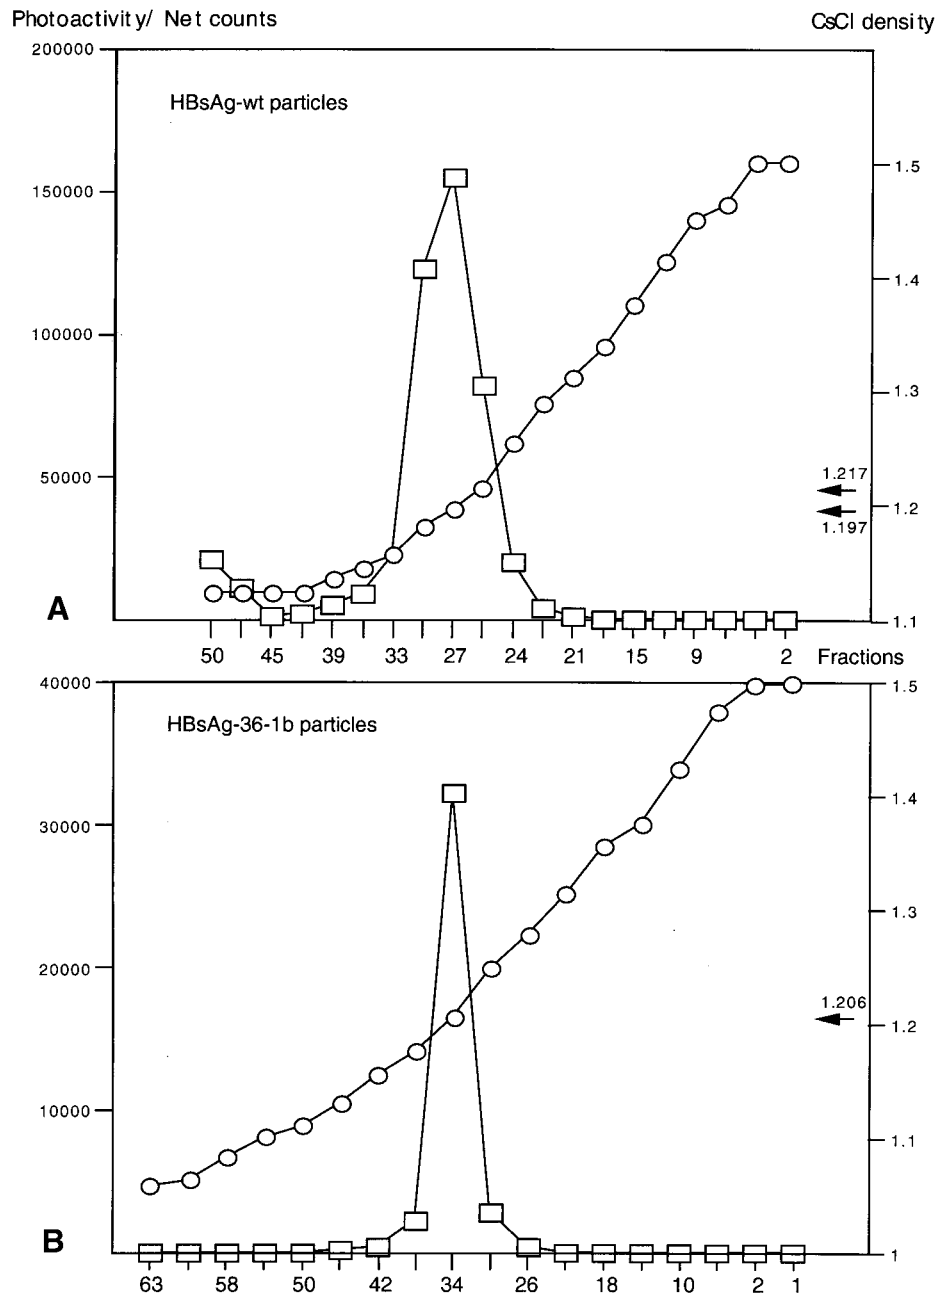 Photoactivity/ Net counts
CsCl density
200000
HBsAg-wt particles
150000
1.5
1.4
100000
1.3
50000
1.217
1.2
1.197
A
1.1
50 45 39 33 27 24 21 15 9 2 Fractions
40000
1.5
HBsAg-36-1b particles
1.4
30000
1.3
20000
1.206
1.2
10000
1.1
B
1
63 58 50 42 34 26 18 10 2 1